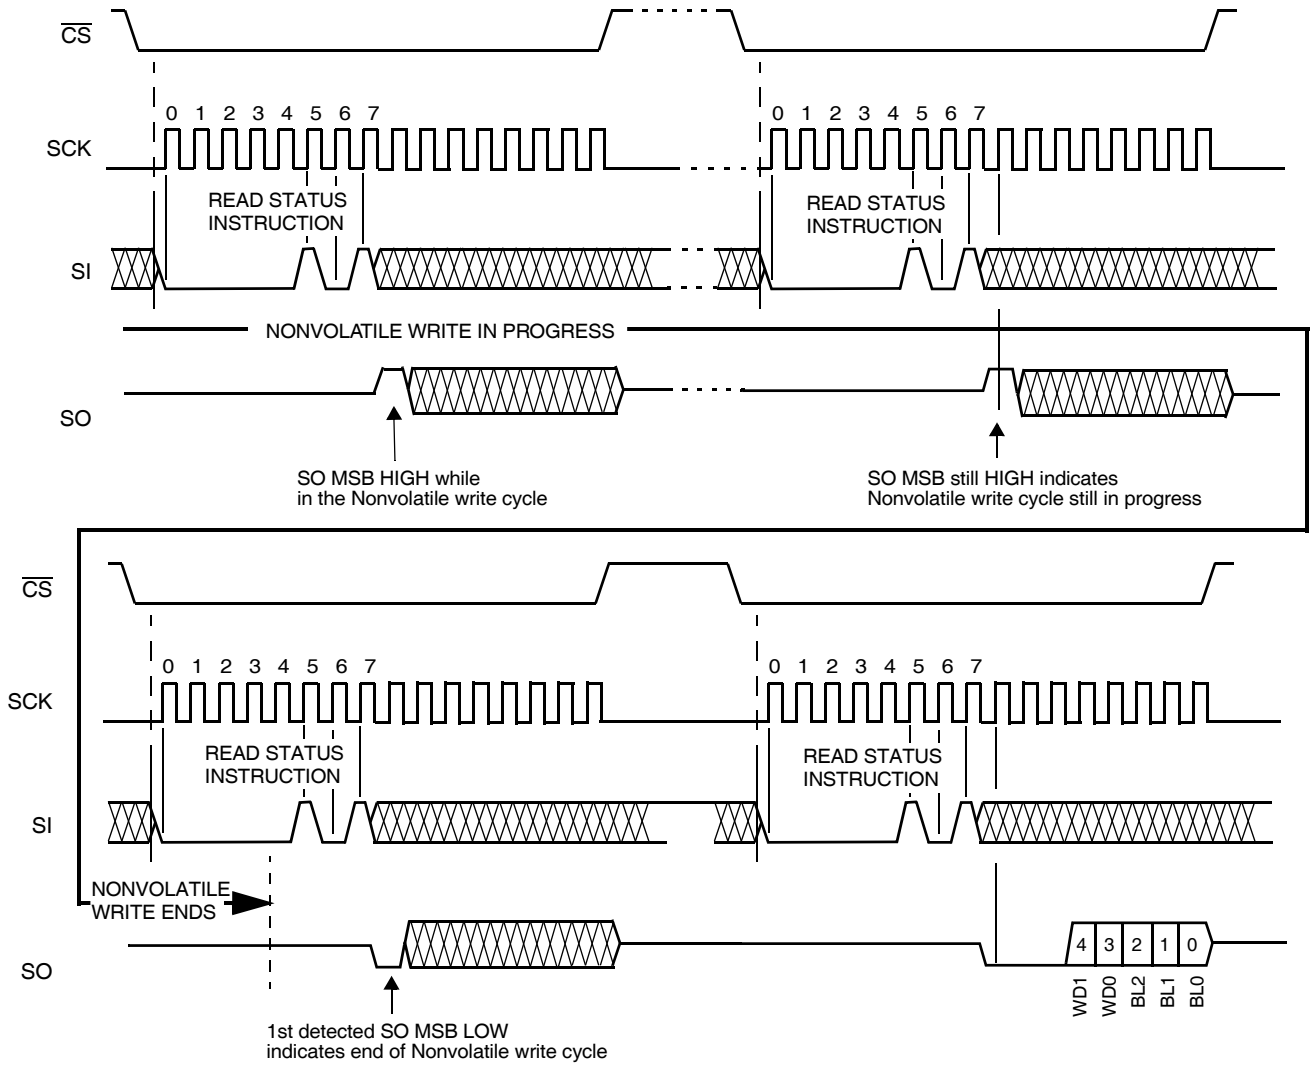 CS
0 1 2 3 4 5 6 7
0 1 2 3 4 5 6 7
SCK
READ STATUS
INSTRUCTION
READ STATUS
INSTRUCTION
SI
NONVOLATILE WRITE IN PROGRESS
SO
SO MSB HIGH while
in the Nonvolatile write cycle
SO MSB still HIGH indicates
Nonvolatile write cycle still in progress
CS
0 1 2 3 4 5 6 7
0 1 2 3 4 5 6 7
SCK
READ STATUS
INSTRUCTION
READ STATUS
INSTRUCTION
SI
NONVOLATILE
WRITE ENDS
SO
4 3 2 1 0
WD1
WD0
BL2
BL1
BL0
1st detected SO MSB LOW
indicates end of Nonvolatile write cycle